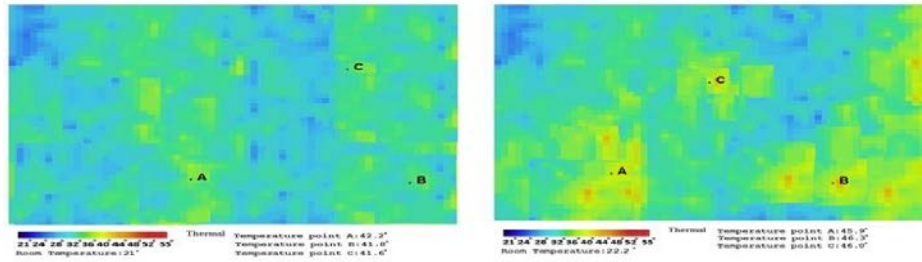 C
A
B
21° 24° 28° 32° 36° 40° 44° 48° 52° 55°
Thermal
Temperature point A:42.2°
Temperature point B:41.8°
Temperature point C:41.6°
Room Temperature:21°
C
A
B
21° 24° 28° 32° 36° 40° 44° 48° 52° 55°
Thermal
Temperature point A:45.9°
Temperature point B:46.3°
Temperature point C:46.0°
Room Temperature:22.2°